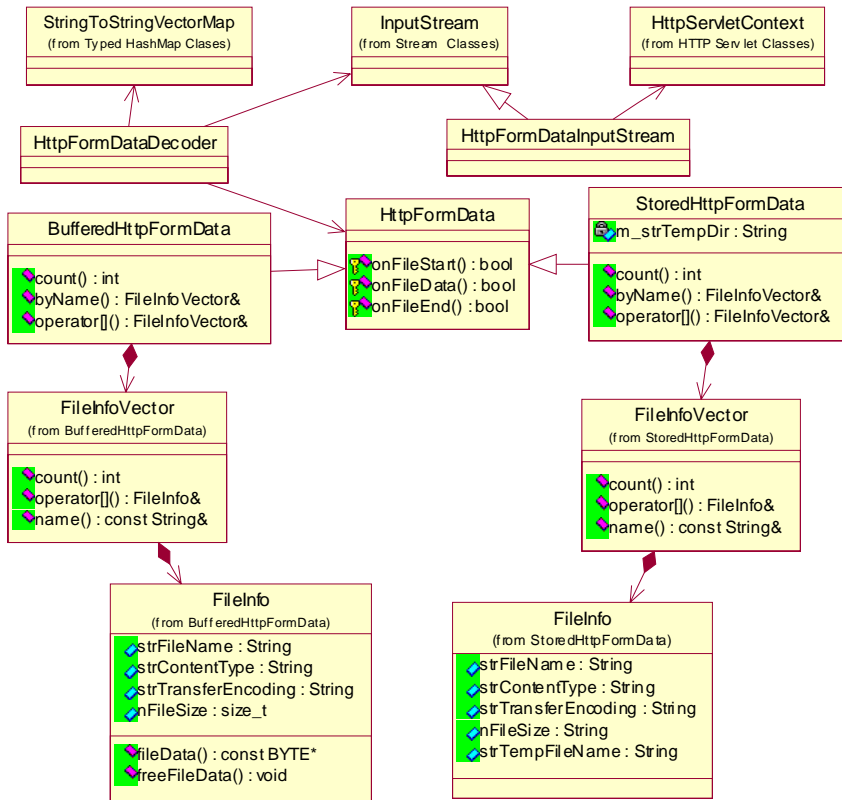 StringToStringVectorMap
(from Typed HashMap Clases)
InputStream
(from Stream Classes)
HttpServletContext
(from HTTP Servlet Classes)
HttpFormDataDecoder
HttpFormDataInputStream
BufferedHttpFormData
count() : int
byName() : FileInfoVector&
operator[]() : FileInfoVector&
HttpFormData
onFileStart() : bool
onFileData() : bool
onFileEnd() : bool
StoredHttpFormData
m_strTempDir : String
count() : int
byName() : FileInfoVector&
operator[]() : FileInfoVector&
FileInfoVector
(from BufferedHttpFormData)
count() : int
operator[]() : FileInfo&
name() : const String&
FileInfoVector
(from StoredHttpFormData)
count() : int
operator[]() : FileInfo&
name() : const String&
FileInfo
(from BufferedHttpFormData)
strFileName : String
strContentType : String
strTransferEncoding : String
nFileSize : size_t
fileData() : const BYTE*
freeFileData() : void
FileInfo
(from StoredHttpFormData)
strFileName : String
strContentType : String
strTransferEncoding : String
nFileSize : String
strTempFileName : String